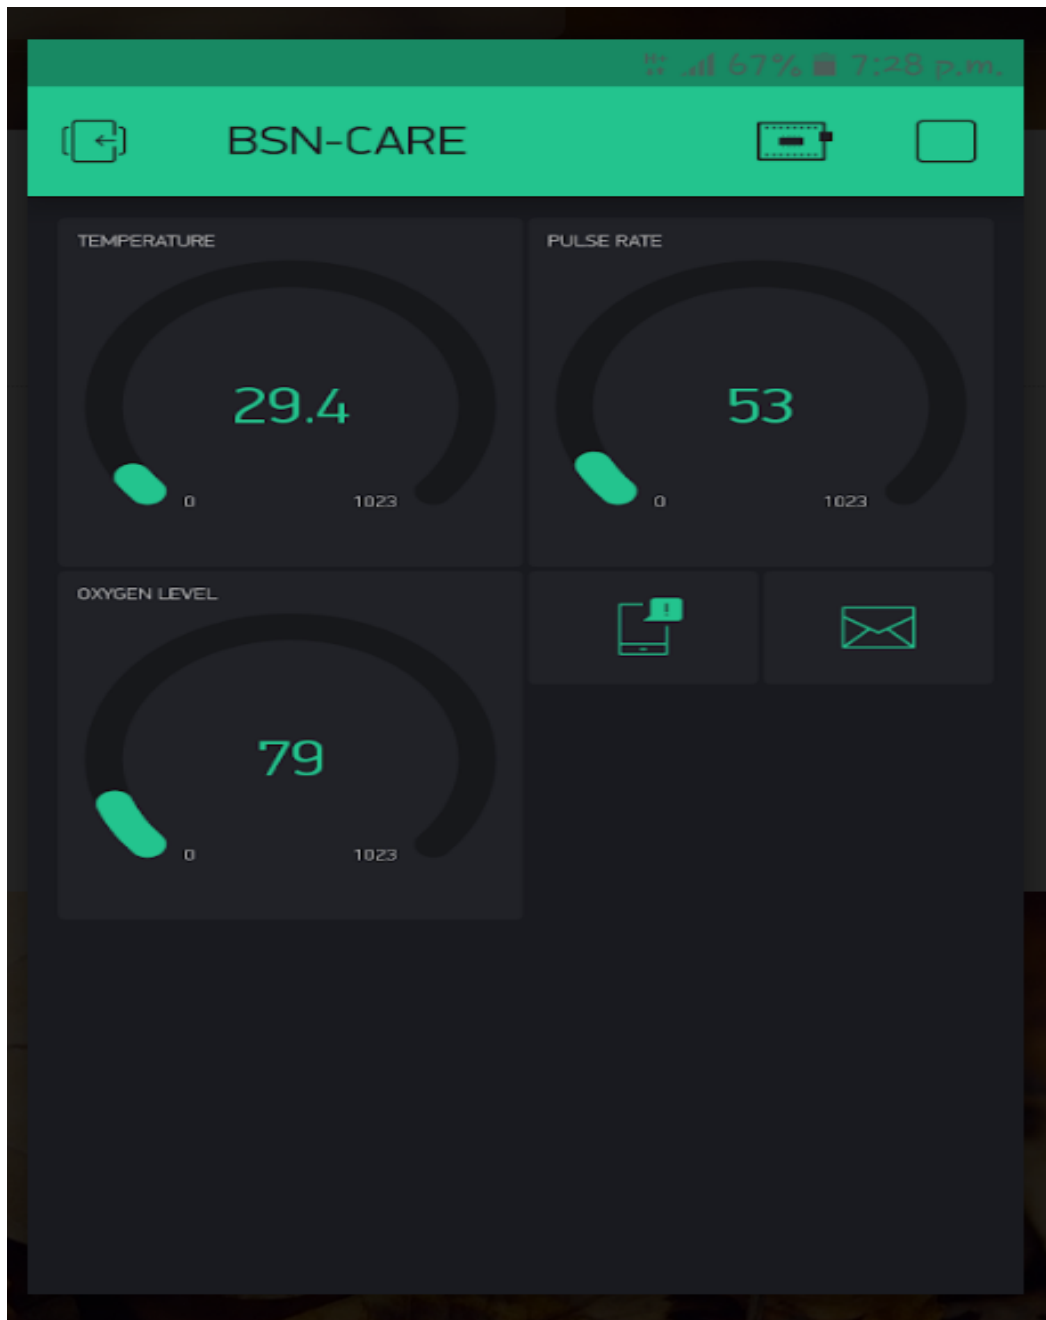 67% 7:28 p.m.
BSN-CARE
TEMPERATURE
29.4
0 1023
PULSE RATE
53
0 1023
OXYGEN LEVEL
79
0 1023